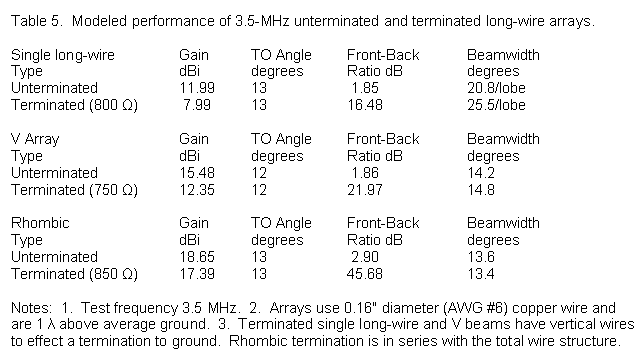 Table 5.  Modeled performance of 3.5-MHz unterminated and terminated long-wire arrays.
Single long-wire Gain TO Angle Front-Back Beamwidth
Type dBi degrees Ratio dB degrees
Unterminated 11.99 13 1.85 20.8/lobe
Terminated (800 Ω) 7.99 13 16.48 25.5/lobe
V Array Gain TO Angle Front-Back Beamwidth
Type dBi degrees Ratio dB degrees
Unterminated 15.48 12 1.86 14.2
Terminated (750 Ω) 12.35 12 21.97 14.8
Rhombic Gain TO Angle Front-Back Beamwidth
Type dBi degrees Ratio dB degrees
Unterminated 18.65 13 2.90 13.6
Terminated (850 Ω) 17.39 13 45.68 13.4
Notes:  1.  Test frequency 3.5 MHz.  2.  Arrays use 0.16" diameter (AWG #6) copper wire and
are 1 λ above average ground.  3.  Terminated single long-wire and V beams have vertical wires
to effect a termination to ground.  Rhombic termination is in series with the total wire structure.